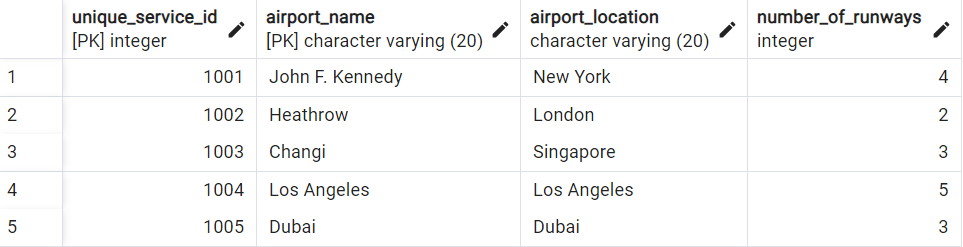 unique_service_id airport_name airport_location number_of_runways
[PK] integer [PK] character varying (20) character varying (20) integer
1 1001 John F. Kennedy New York 4
2 1002 Heathrow London 2
3 1003 Changi Singapore 3
4 1004 Los Angeles Los Angeles 5
5 1005 Dubai Dubai 3